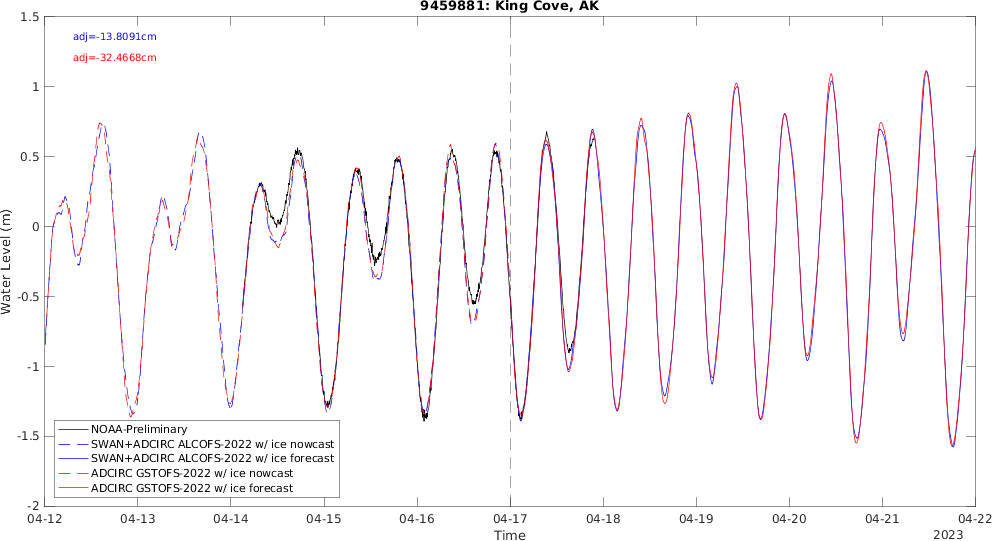 9459881: King Cove, AK
adj=-13.8091cm
adj=-32.4668cm
Water Level (m)
1.5
1
0.5
0
-0.5
-1
-1.5
-2
NOAA-Preliminary
SWAN+ADCIRC ALCOFS-2022 w/ ice nowcast
SWAN+ADCIRC ALCOFS-2022 w/ ice forecast
ADCIRC GSTOFS-2022 w/ ice nowcast
ADCIRC GSTOFS-2022 w/ ice forecast
04-12 04-13 04-14 04-15 04-16 04-17 04-18 04-19 04-20 04-21 04-22
Time
2023